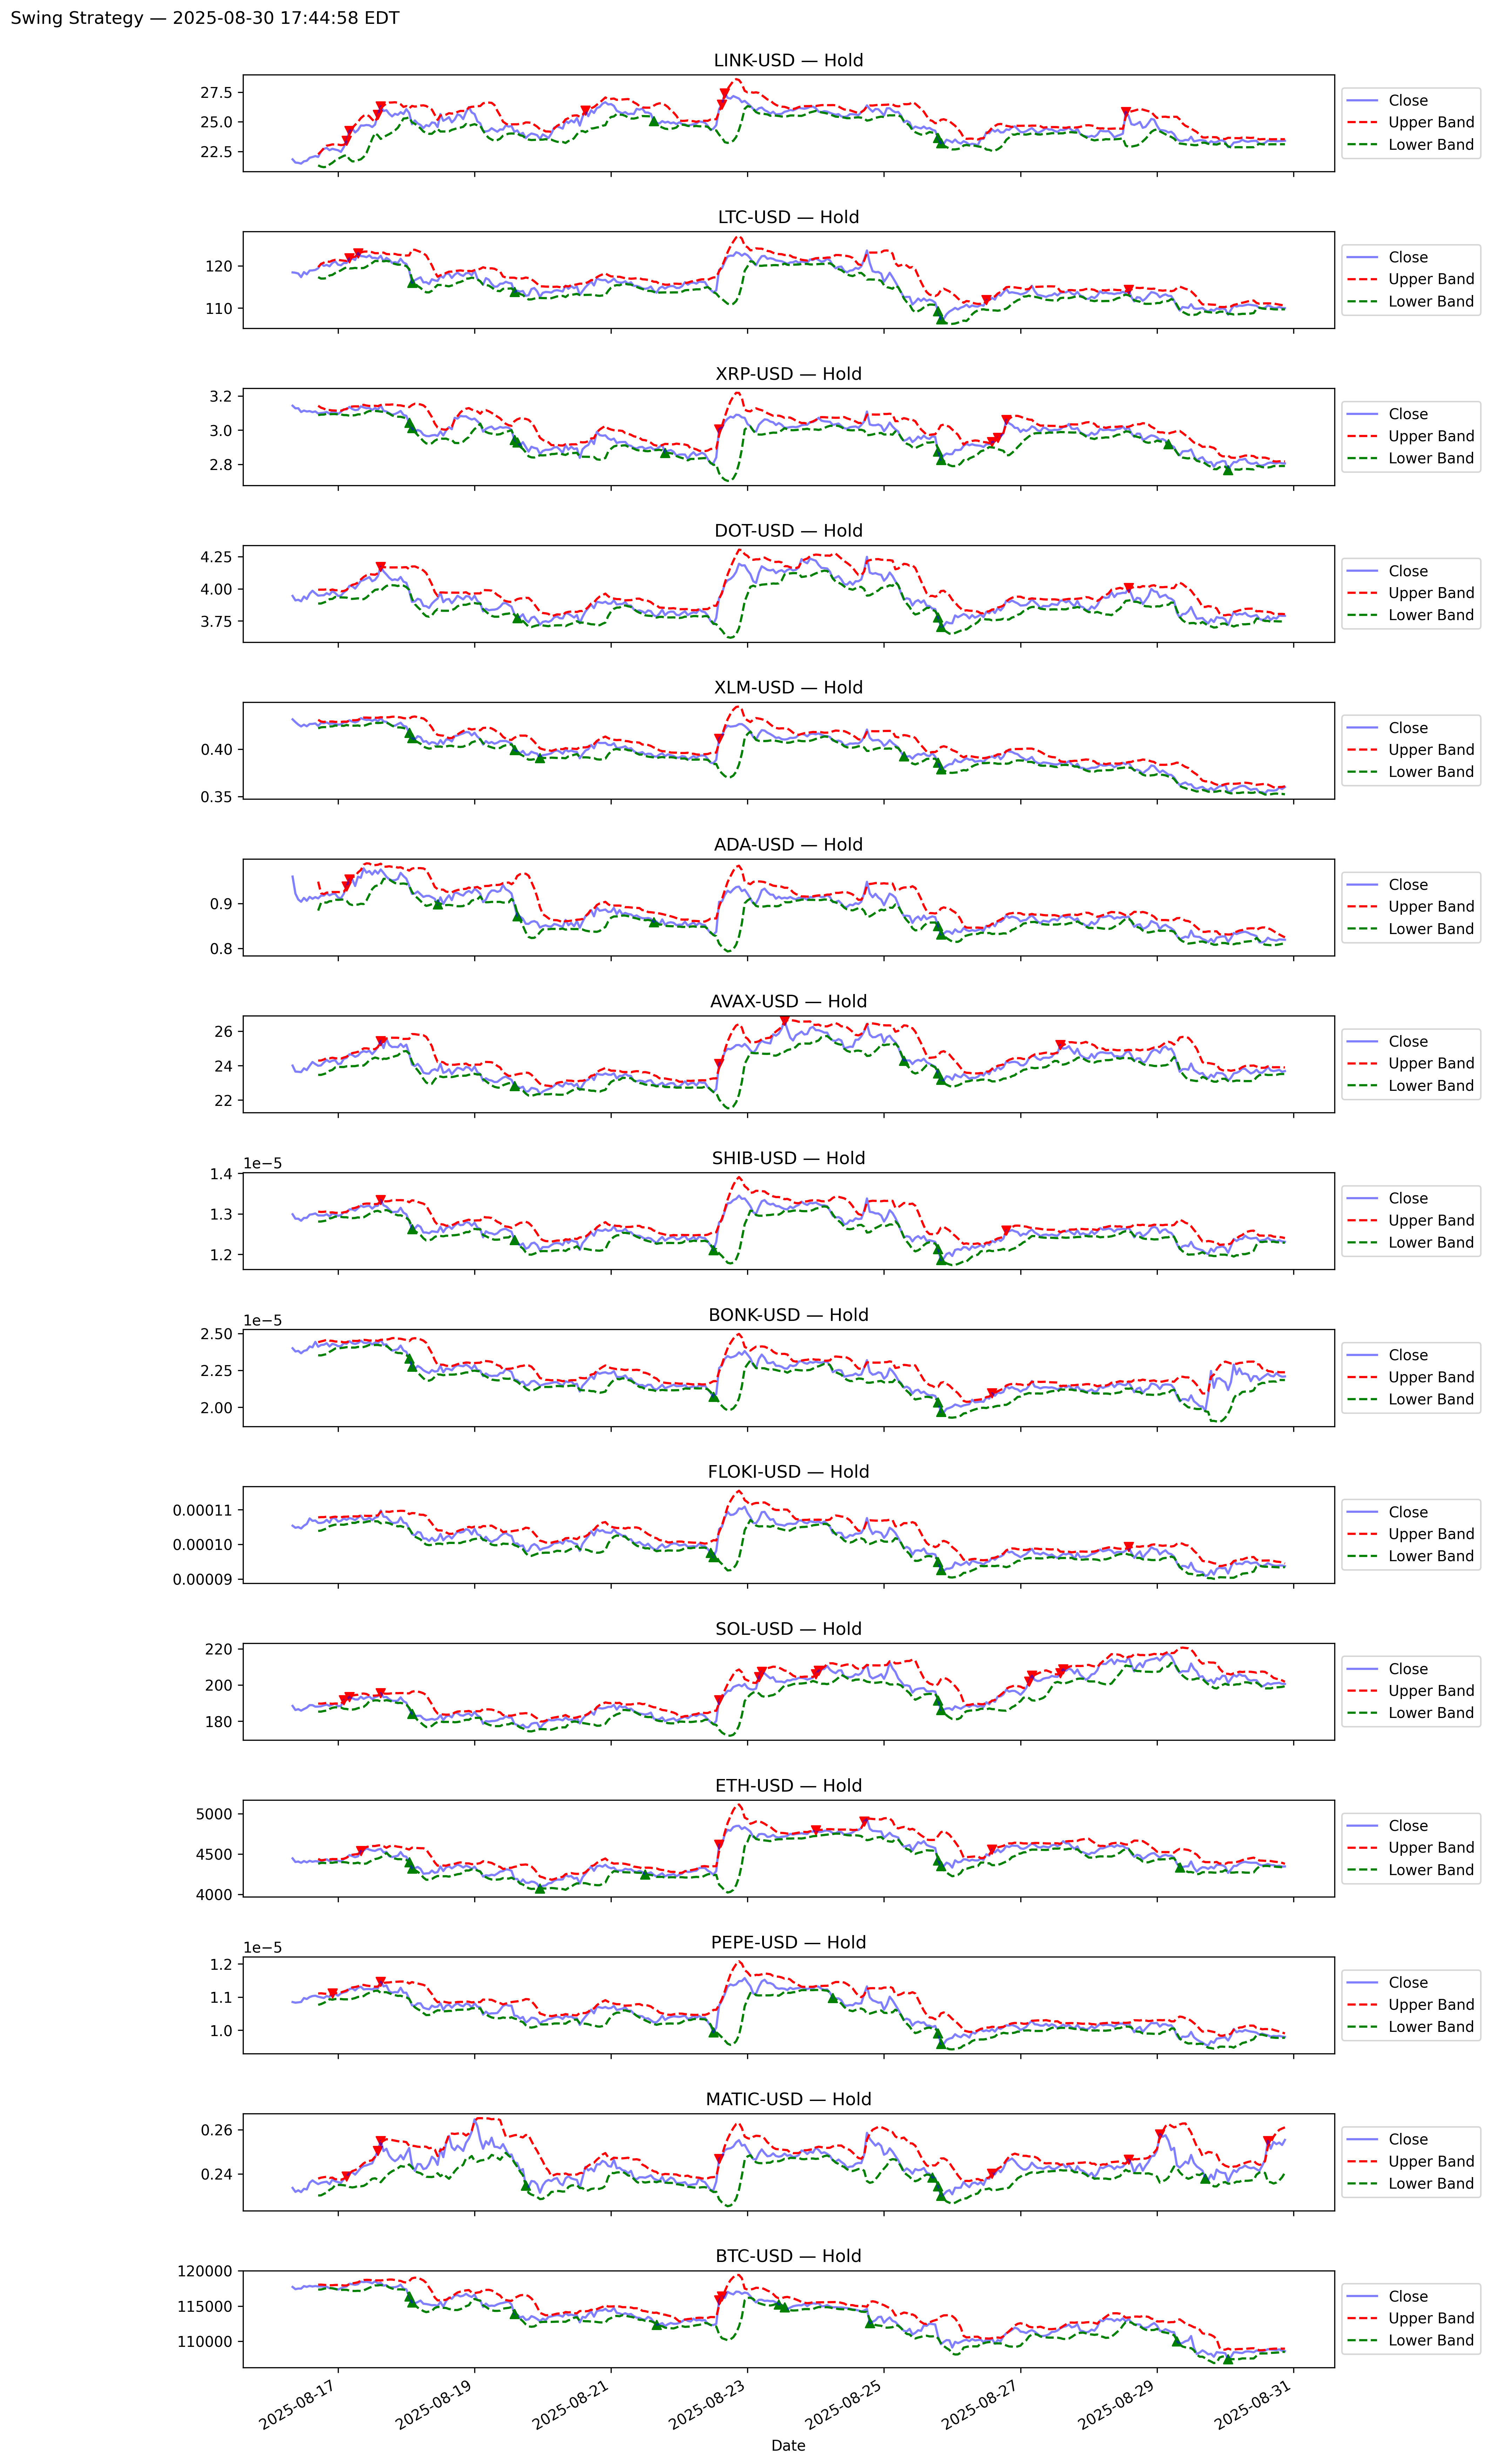 Swing Strategy — 2025-08-30 17:44:58 EDT
LINK-USD — Hold
27.5
25.0
22.5
Close
Upper Band
Lower Band
LTC-USD — Hold
120
110
Close
Upper Band
Lower Band
XRP-USD — Hold
3.2
3.0
2.8
Close
Upper Band
Lower Band
DOT-USD — Hold
4.25
4.00
3.75
Close
Upper Band
Lower Band
XLM-USD — Hold
0.40
0.35
Close
Upper Band
Lower Band
ADA-USD — Hold
0.9
0.8
Close
Upper Band
Lower Band
AVAX-USD — Hold
26
24
22
Close
Upper Band
Lower Band
SHIB-USD — Hold
1e−5
1.4
1.3
1.2
Close
Upper Band
Lower Band
BONK-USD — Hold
1e−5
2.50
2.25
2.00
Close
Upper Band
Lower Band
FLOKI-USD — Hold
0.00011
0.00010
0.00009
Close
Upper Band
Lower Band
SOL-USD — Hold
220
200
180
Close
Upper Band
Lower Band
ETH-USD — Hold
5000
4500
4000
Close
Upper Band
Lower Band
PEPE-USD — Hold
1e−5
1.2
1.1
1.0
Close
Upper Band
Lower Band
MATIC-USD — Hold
0.26
0.24
Close
Upper Band
Lower Band
BTC-USD — Hold
120000
115000
110000
Close
Upper Band
Lower Band
2025-08-17
2025-08-19
2025-08-21
2025-08-23
2025-08-25
2025-08-27
2025-08-29
2025-08-31
Date